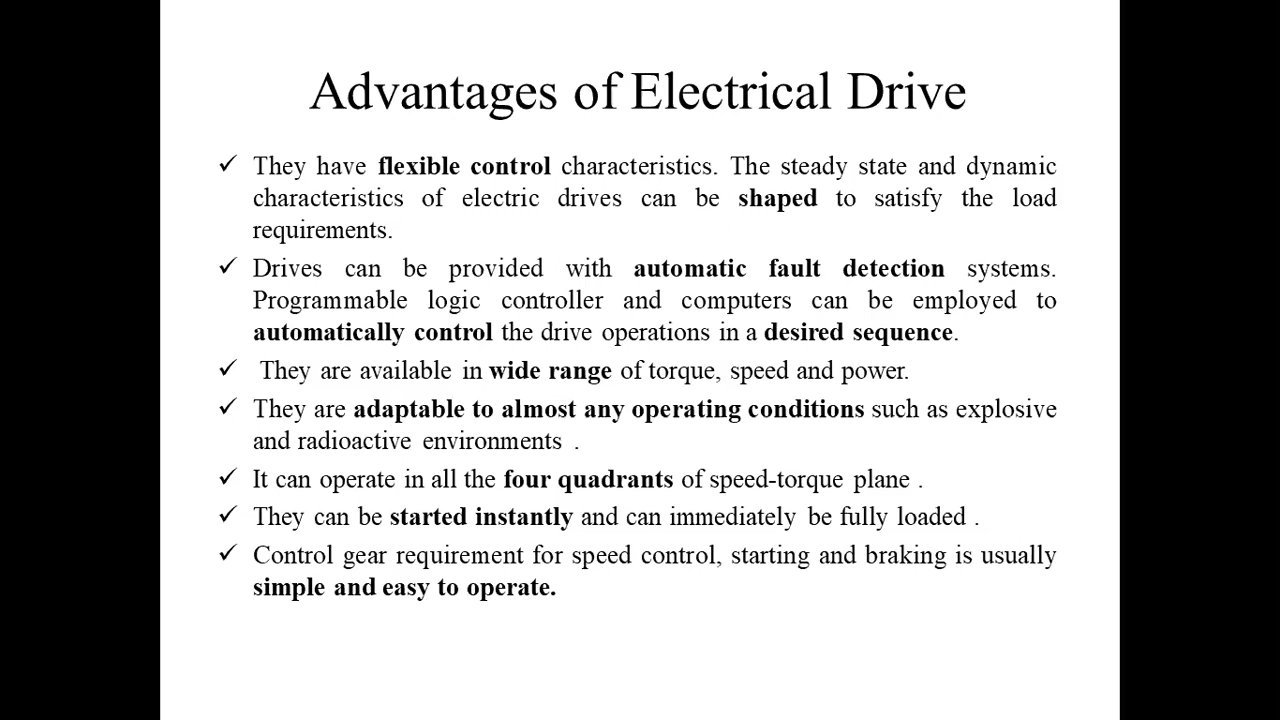 Advantages of Electrical Drive
✓ They have flexible control characteristics. The steady state and dynamic
characteristics of electric drives can be shaped to satisfy the load
requirements.
✓ Drives can be provided with automatic fault detection systems.
Programmable logic controller and computers can be employed to
automatically control the drive operations in a desired sequence.
✓ They are available in wide range of torque, speed and power.
✓ They are adaptable to almost any operating conditions such as explosive
and radioactive environments .
✓ It can operate in all the four quadrants of speed-torque plane .
✓ They can be started instantly and can immediately be fully loaded .
✓ Control gear requirement for speed control, starting and braking is usually
simple and easy to operate.